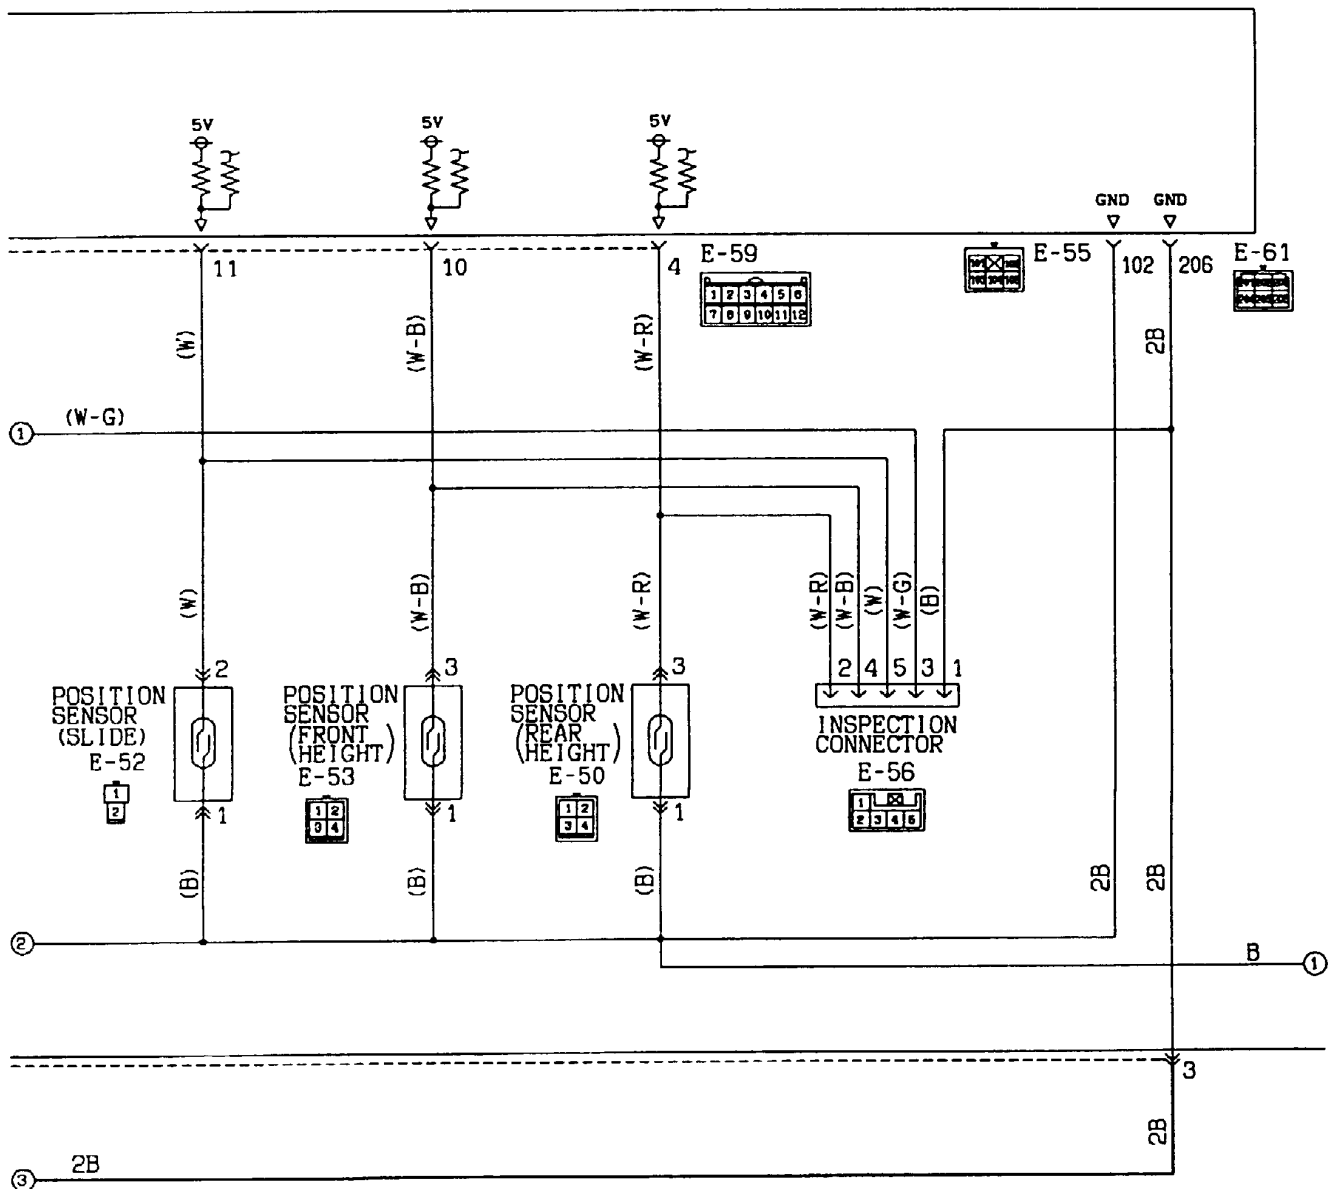 5V 5V 5V
GND GND
11 10 4 E-59 E-55 102 206 E-61
1 2 3 4 5 6
7 8 9 10 11 12
(W) (W-B) (W-R) 2B
① (W-G)
(W) (W-B) (W-R) (W-R) (W-B) (W) (W-G) (B)
2 3 3 2 4 5 3 1
POSITION
SENSOR
(SLIDE)
E-52
1
2
1
POSITION
SENSOR
(FRONT
HEIGHT)
E-53
1 2
3 4
1
POSITION
SENSOR
(REAR
HEIGHT)
E-50
1 2
3 4
1
INSPECTION
CONNECTOR
E-56
1
2 3 4 5
(B) (B) (B) 2B 2B
②
B ①
3
2B
③ 2B